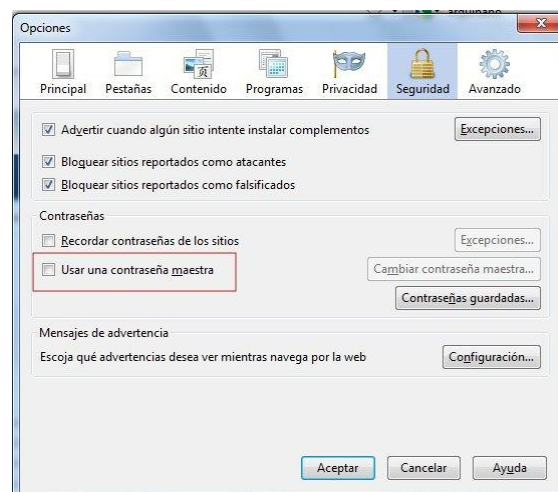 arguiñano
Opciones
Principal Pestañas Contenido Programas Privacidad Seguridad Avanzado
Advertir cuando algún sitio intente instalar complementos Excepciones...
Bloquear sitios reportados como atacantes
Bloquear sitios reportados como falsificados
Contraseñas
Recordar contraseñas de los sitios Excepciones...
Usar una contraseña maestra Cambiar contraseña maestra...
Contraseñas guardadas...
Mensajes de advertencia
Escoja qué advertencias desea ver mientras navega por la web Configuración...
Aceptar Cancelar Ayuda